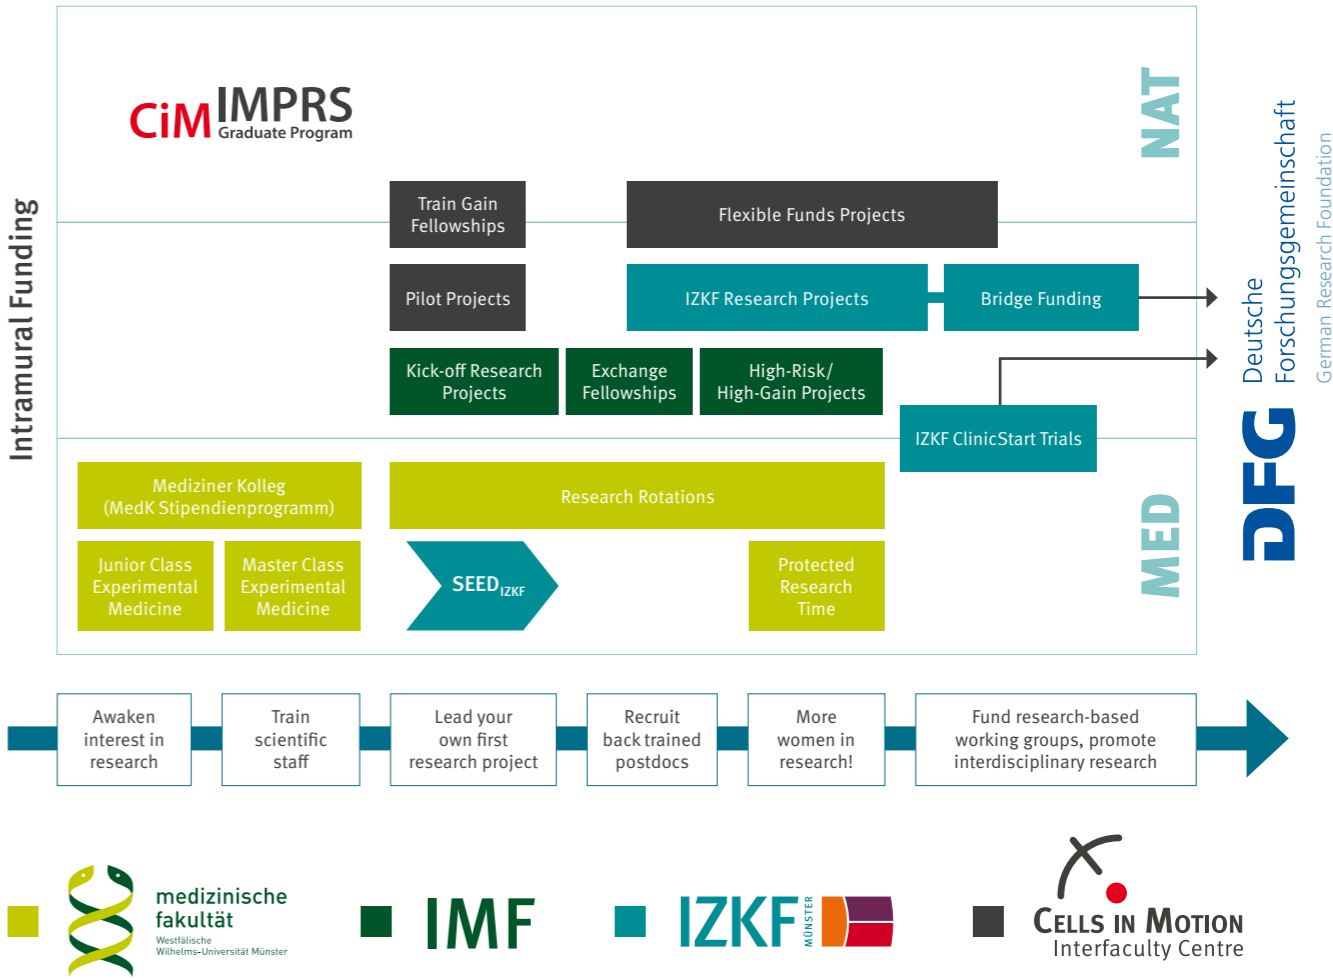 Intramural Funding
CiM IMPRS
Graduate Program
NAT
Train Gain
Fellowships
Flexible Funds Projects
Pilot Projects
IZKF Research Projects
Bridge Funding
Kick-off Research
Projects
Exchange
Fellowships
High-Risk/
High-Gain Projects
IZKF ClinicStart Trials
Mediziner Kolleg
(MedK Stipendienprogramm)
Research Rotations
Junior Class
Experimental
Medicine
Master Class
Experimental
Medicine
SEED IZKF
Protected
Research
Time
MED
DFG
Deutsche
Forschungsgemeinschaft
German Research Foundation
Awaken
interest in
research
Train
scientific
staff
Lead your
own first
research project
Recruit
back trained
postdocs
More
women in
research!
Fund research-based
working groups, promote
interdisciplinary research
medizinische
fakultät
Westfälische
Wilhelms-Universität Münster
IMF
IZKF
MÜNSTER
CELLS IN MOTION
Interfaculty Centre